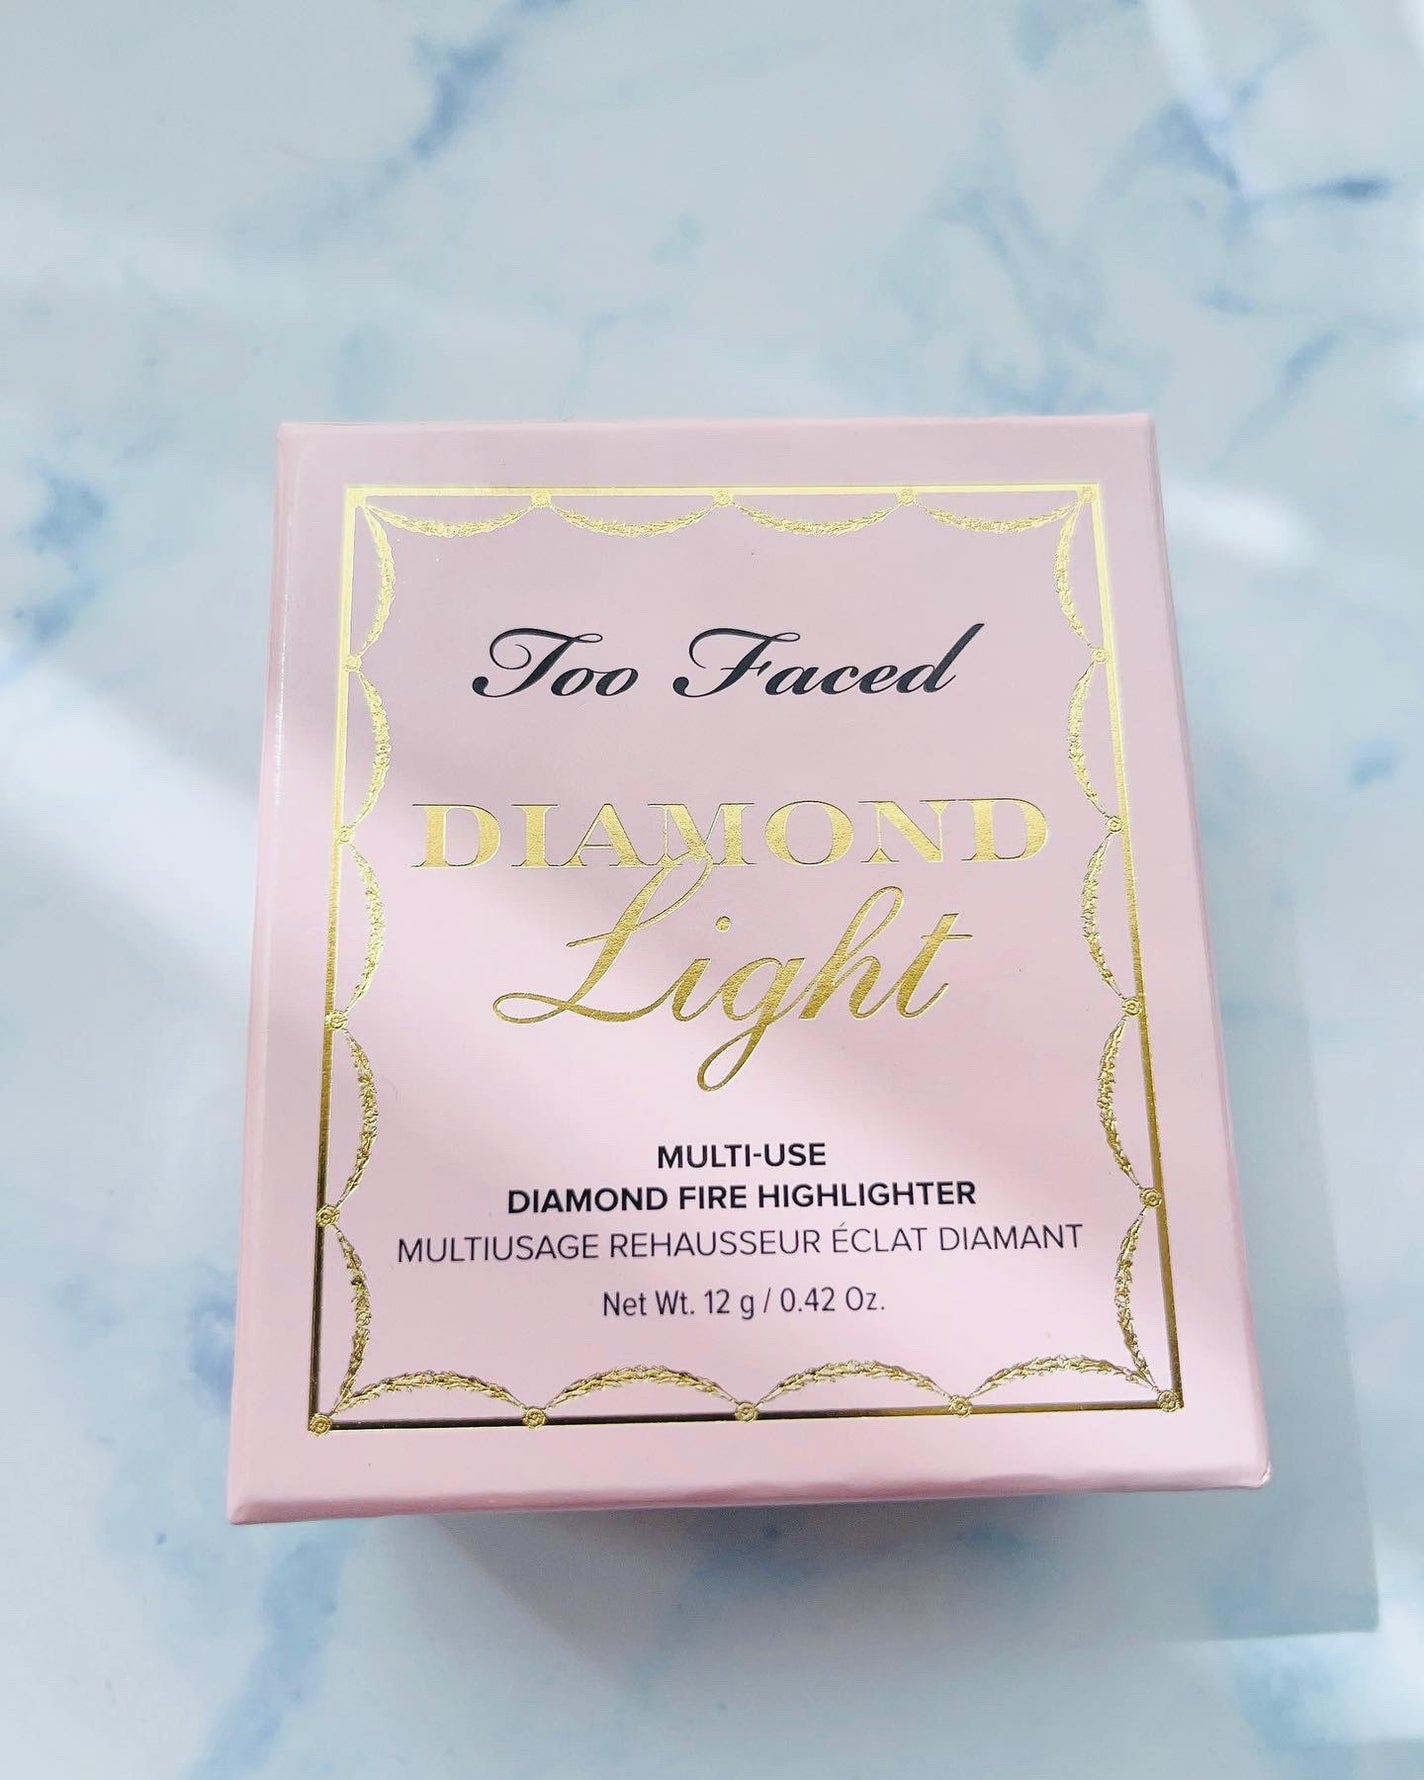 Too Faced
DIAMOND
Light
MULTI-USE
DIAMOND FIRE HIGHLIGHTER
MULTIUSAGE REHAUSSEUR ÉCLAT DIAMANT
Net Wt. 12 g / 0.42 Oz.